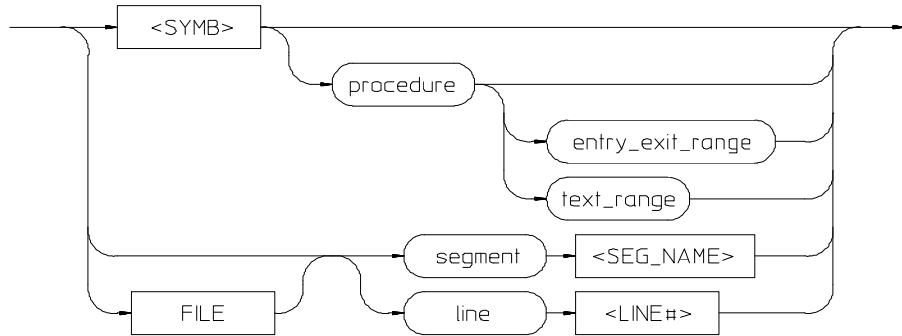 <SYMB>
procedure
entry_exit_range
text_range
segment <SEG_NAME>
FILE line <LINE#>